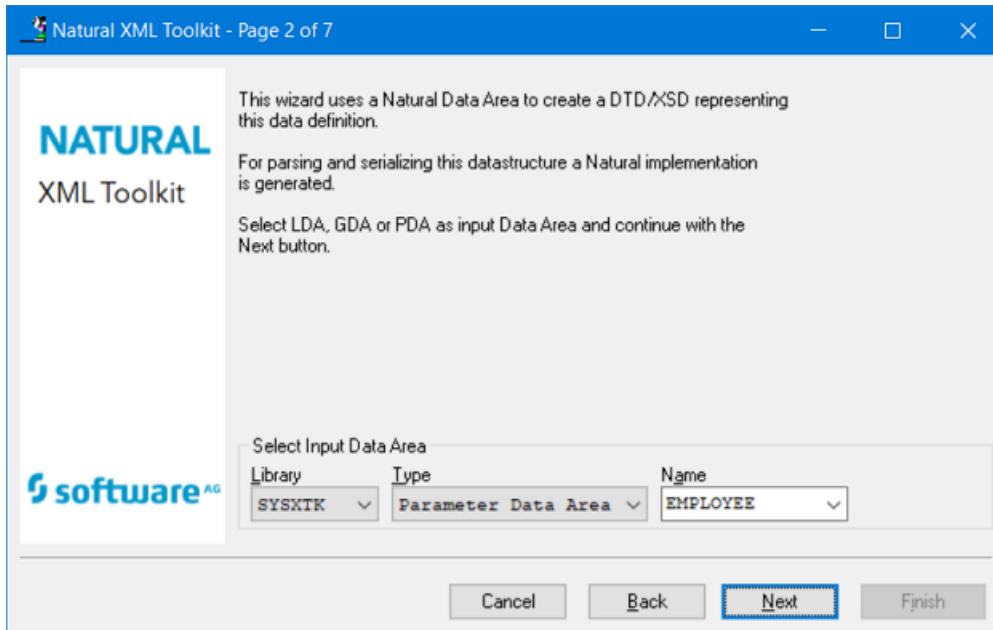 Natural XML Toolkit - Page 2 of 7
NATURAL
XML Toolkit
This wizard uses a Natural Data Area to create a DTD/XSD representing
this data definition.
For parsing and serializing this datastructure a Natural implementation
is generated.
Select LDA, GDA or PDA as input Data Area and continue with the
Next button.
Select Input Data Area
Library Type Name
SYSXTK Parameter Data Area EMPLOYEE
software AG
Cancel Back Next Finish